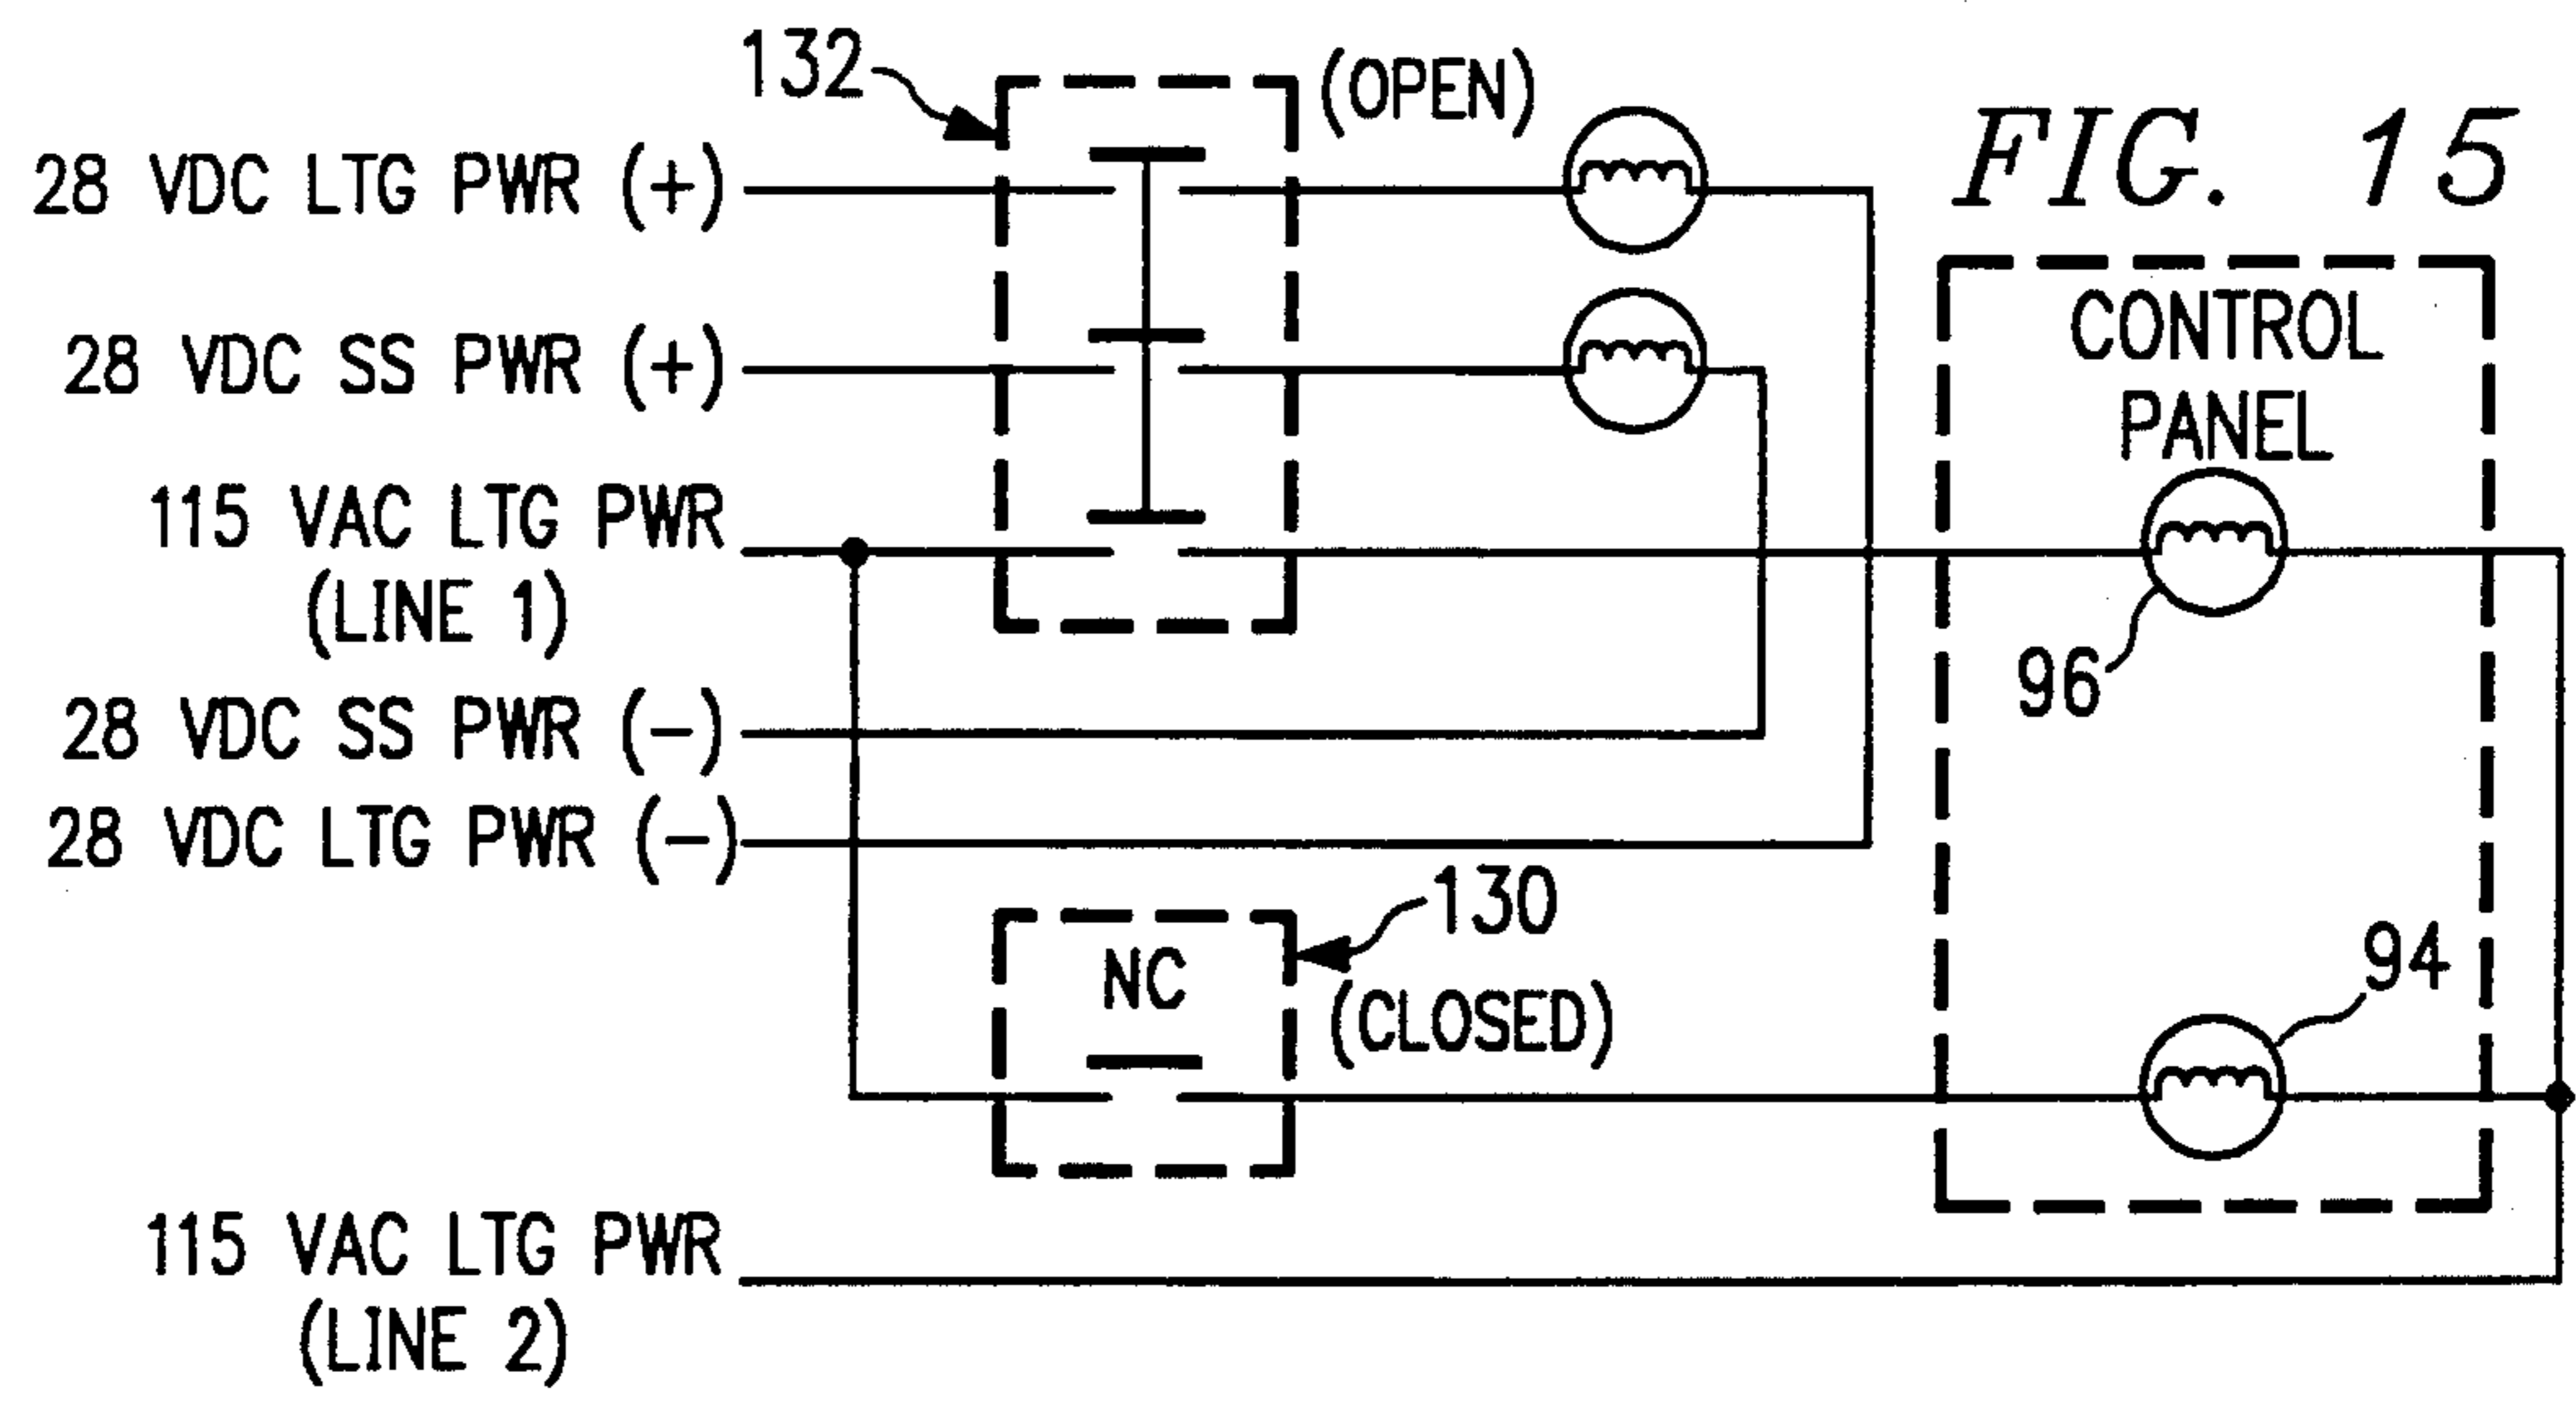 132
(OPEN)
FIG. 15
28 VDC LTG PWR (+)
28 VDC SS PWR (+)
CONTROL
PANEL
115 VAC LTG PWR
(LINE 1)
96
28 VDC SS PWR (-)
28 VDC LTG PWR (-)
130
NC
(CLOSED)
94
115 VAC LTG PWR
(LINE 2)